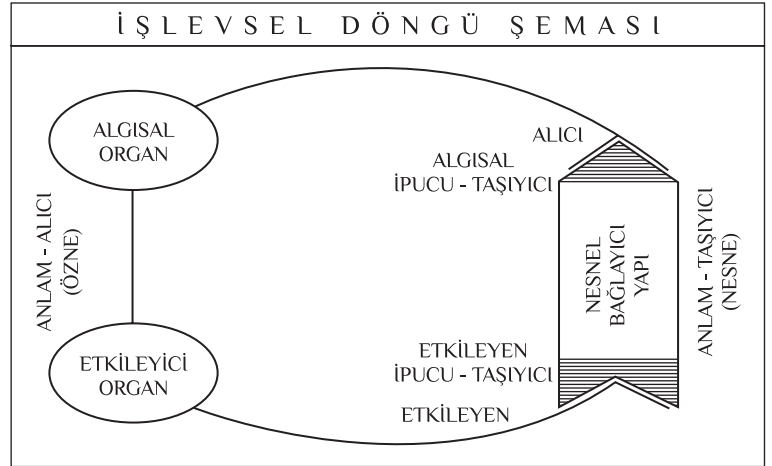 İŞLEVSEL DÖNGÜ ŞEMASI
ALGISAL
ORGAN
ANLAM - ALICI
(ÖZNE)
ETKİLEYİCİ
ORGAN
ALICI
ALGISAL
İPUCU - TAŞIYICI
NESNEL
BAĞLAYICI
YAPI
ANLAM - TAŞIYICI
(NESNE)
ETKİLEYEN
İPUCU - TAŞIYICI
ETKİLEYEN